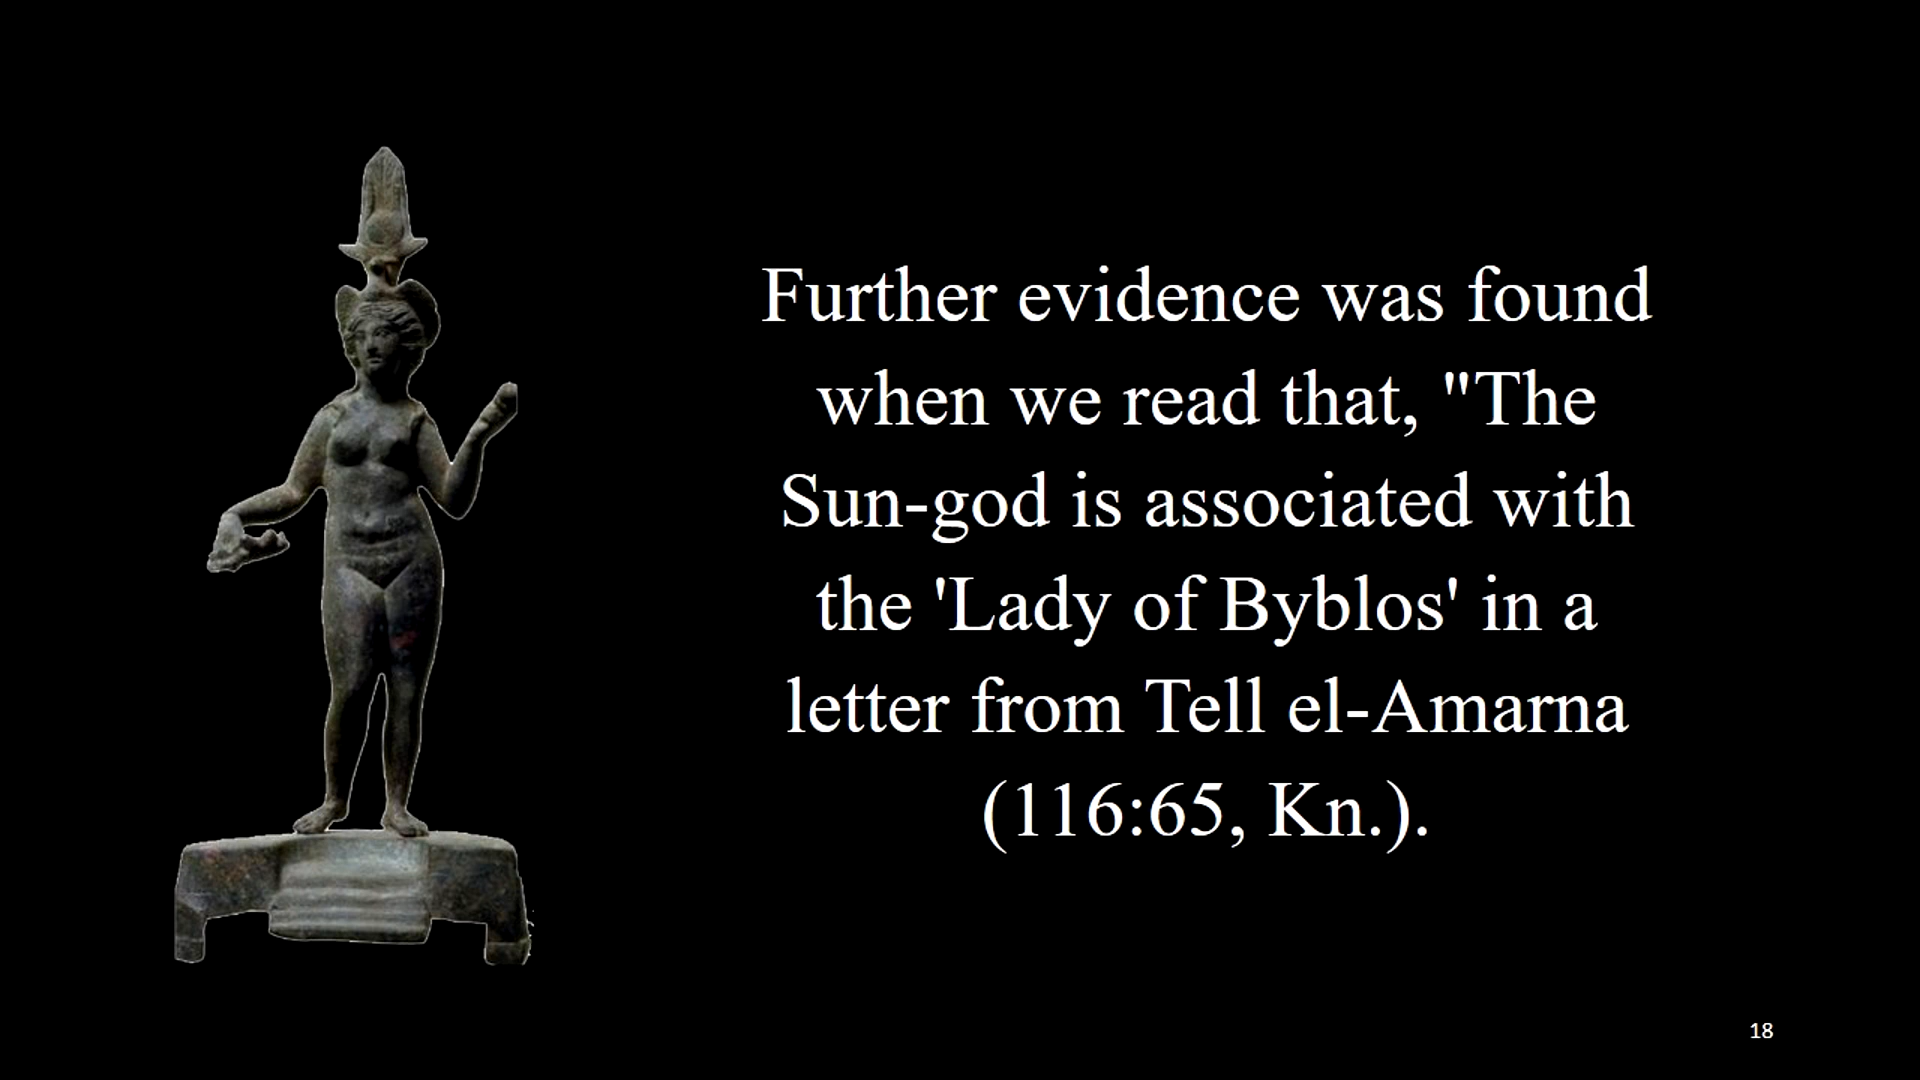 Further evidence was found
when we read that, "The
Sun-god is associated with
the 'Lady of Byblos' in a
letter from Tell el-Amarna
(116:65, Kn.).
18